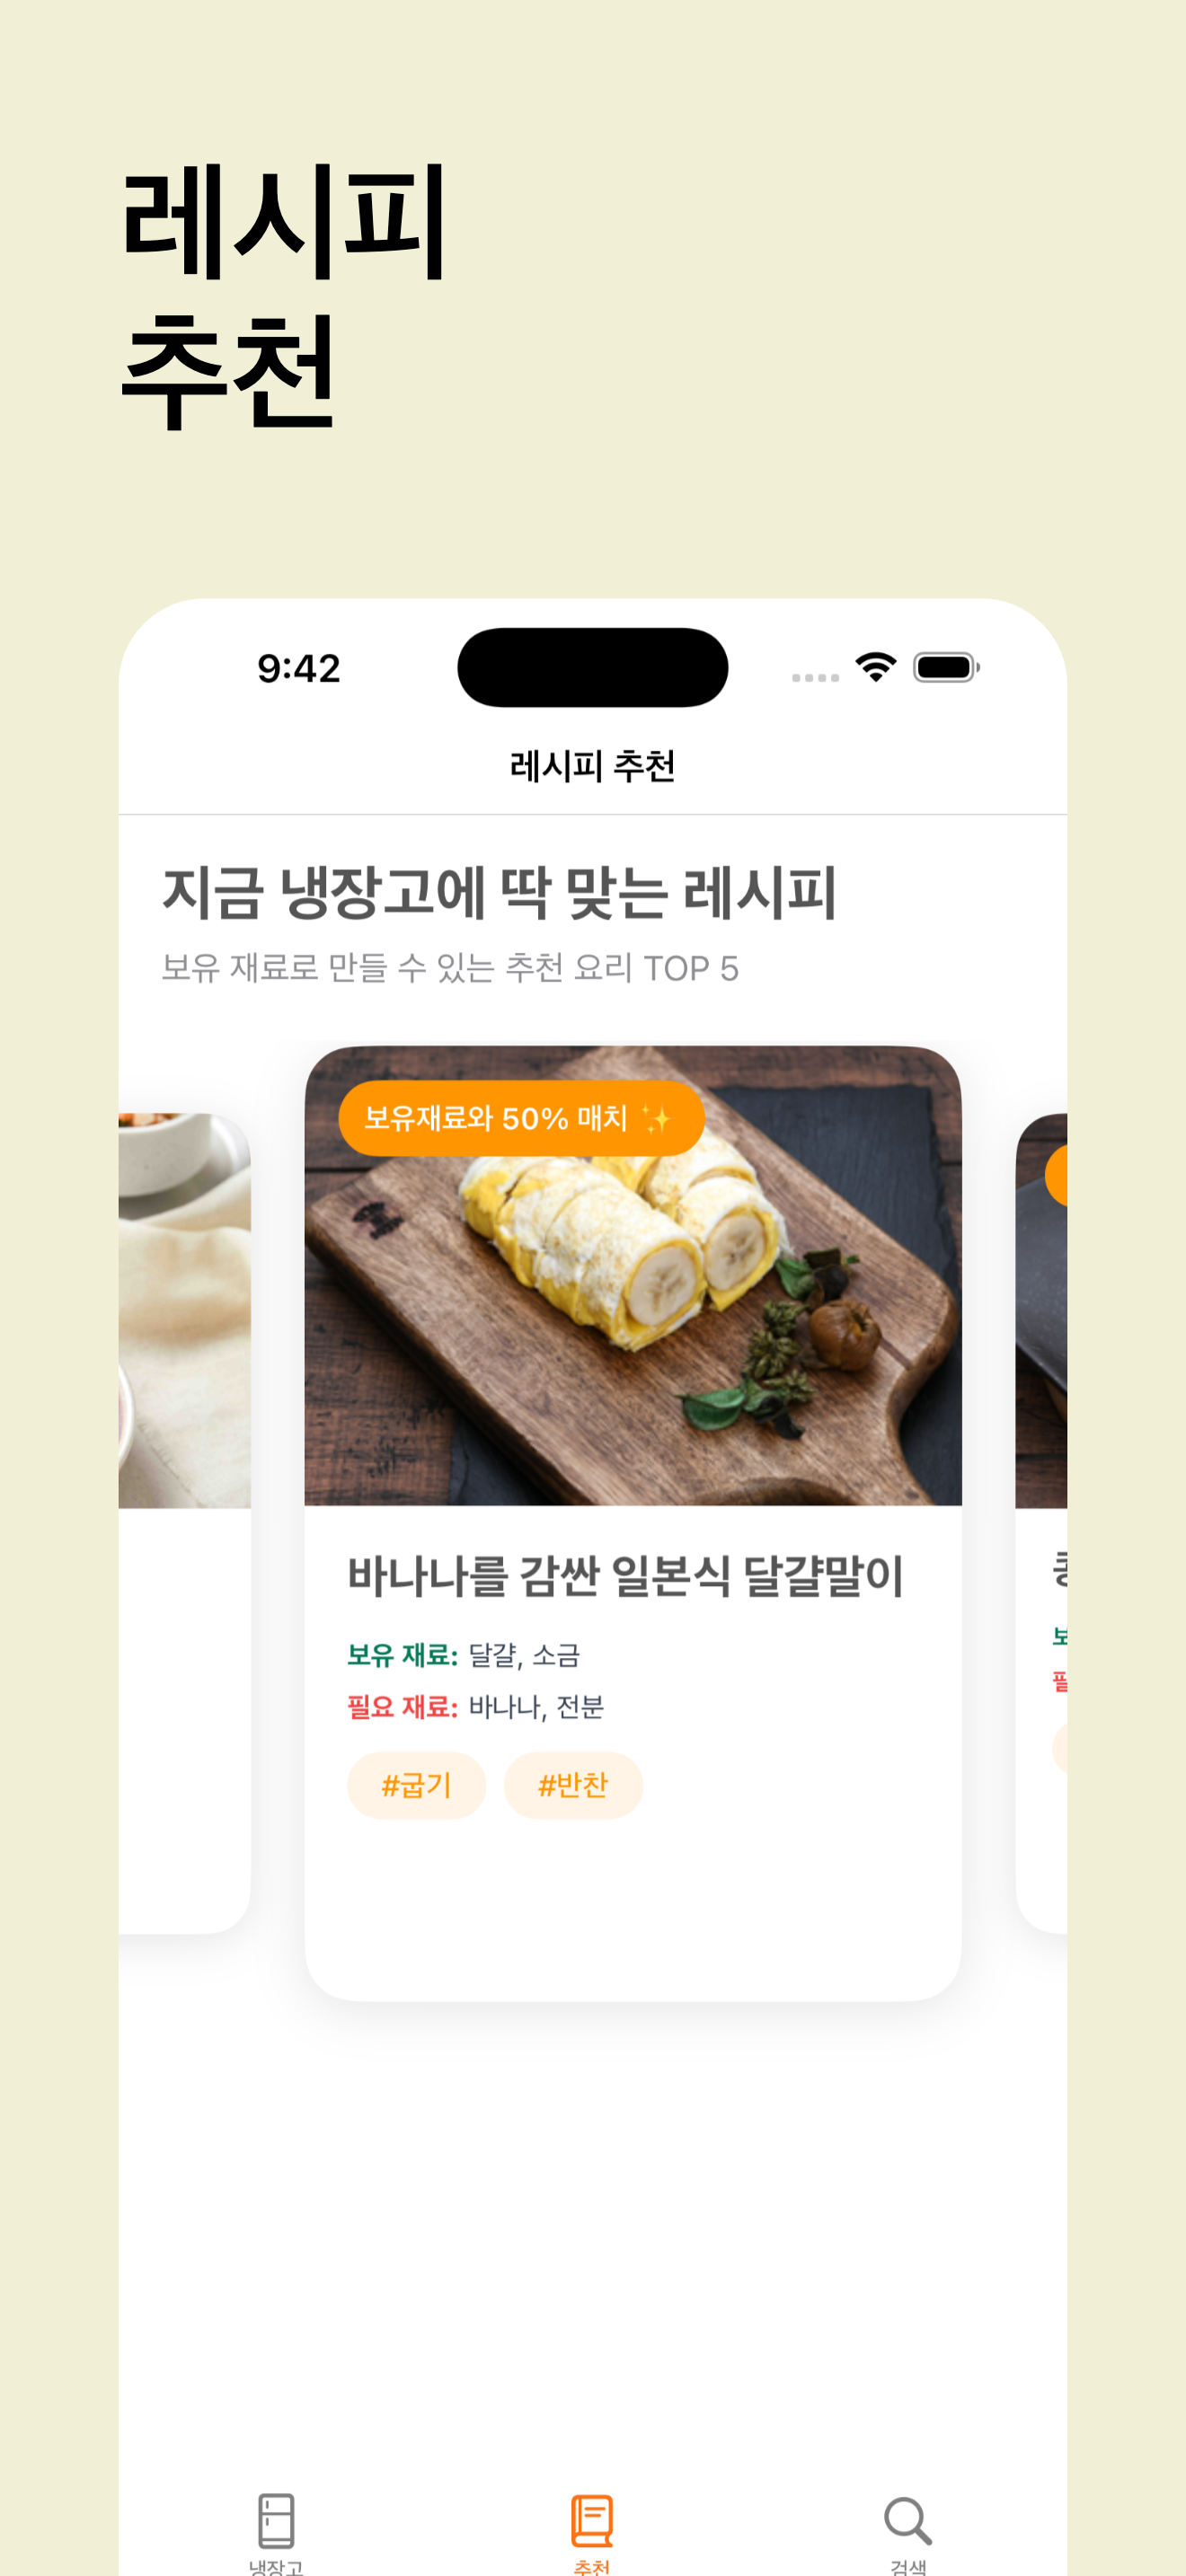 레시피
추천
9:42
레시피 추천
지금 냉장고에 딱 맞는 레시피
보유 재료로 만들 수 있는 추천 요리 TOP 5
보유재료와 50% 매치 ✨
바나나를 감싼 일본식 달걀말이
보유 재료: 달걀, 소금
필요 재료: 바나나, 전분
#굽기 #반찬
냉장고 추천 검색